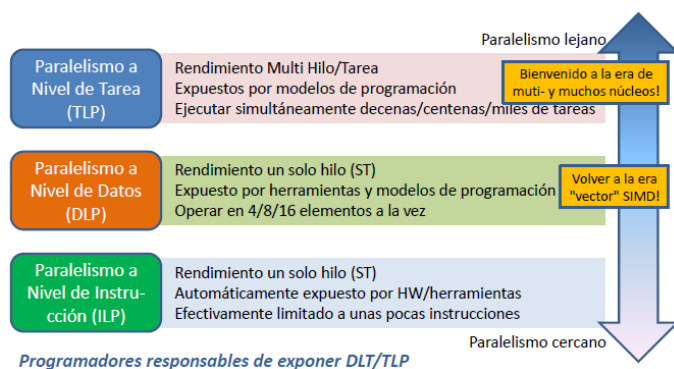 Paralelismo lejano
Paralelismo a
Nivel de Tarea
(TLP)
Rendimiento Multi Hilo/Tarea
Expuestos por modelos de programación
Ejecutar simultáneamente decenas/centenas/miles de tareas
Bienvenido a la era de
muti- y muchos núcleos!
Paralelismo a
Nivel de Datos
(DLP)
Rendimiento un solo hilo (ST)
Expuesto por herramientas y modelos de programación
Operar en 4/8/16 elementos a la vez
Volver a la era
"vector" SIMD!
Paralelismo a
Nivel de Instru-
cción (ILP)
Rendimiento un solo hilo (ST)
Automáticamente expuesto por HW/herramientas
Efectivamente limitado a unas pocas instrucciones
Paralelismo cercano
Programadores responsables de exponer DLT/TLP